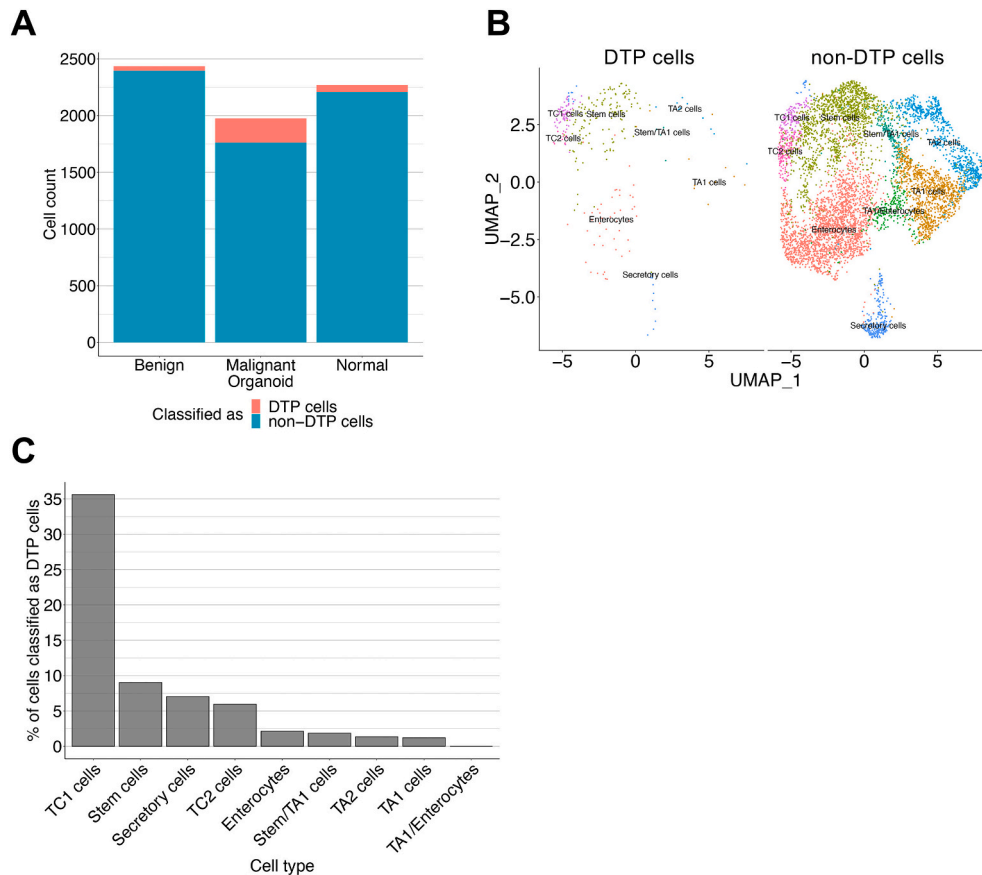 A
2500
2000
1500
1000
500
0
Cell count
Benign
Malignant
Normal
Organoid
Classified as
DTP cells
non−DTP cells
B
DTP cells
non−DTP cells
TC1 cells
Stem cells
TA2 cells
Stem/TA1 cells
TC2 cells
TA1 cells
Enterocytes
Secretory cells
TC1 cells
Stem cells
Stem/TA1 cells
TA2 cells
TC2 cells
TA1 cells
TA1/Enterocytes
Enterocytes
Secretory cells
2.5
0.0
−2.5
−5.0
UMAP_2
−5 0 5 −5 0 5
UMAP_1
C
35
30
25
20
15
10
5
0
% of cells classified as DTP cells
TC1 cells
Stem cells
Secretory cells
TC2 cells
Enterocytes
Stem/TA1 cells
TA2 cells
TA1 cells
TA1/Enterocytes
Cell type